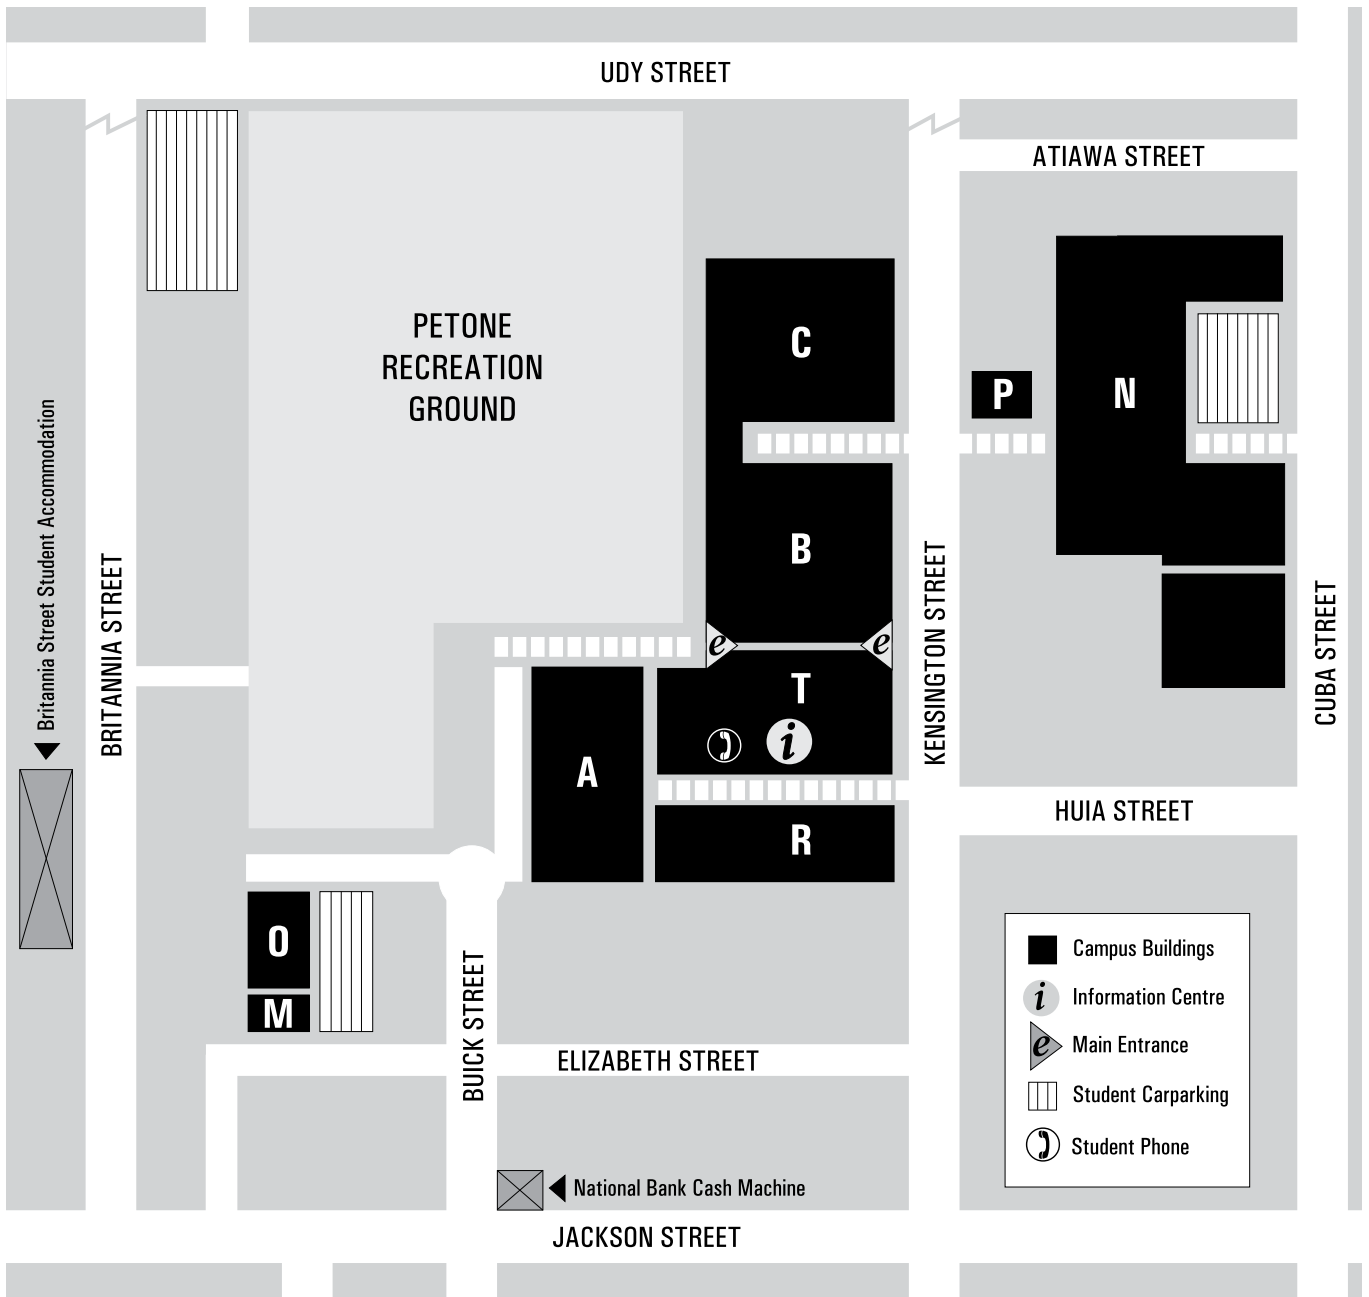 UDY STREET
ATIAWA STREET
PETONE
RECREATION
GROUND
C
P
N
Britannia Street Student Accommodation
BRITANNIA STREET
B
KENSINGTON STREET
CUBA STREET
e
e
T
i
A
HUIA STREET
R
O
M
BUICK STREET
ELIZABETH STREET
Campus Buildings
i Information Centre
e Main Entrance
Student Carparking
Student Phone
National Bank Cash Machine
JACKSON STREET